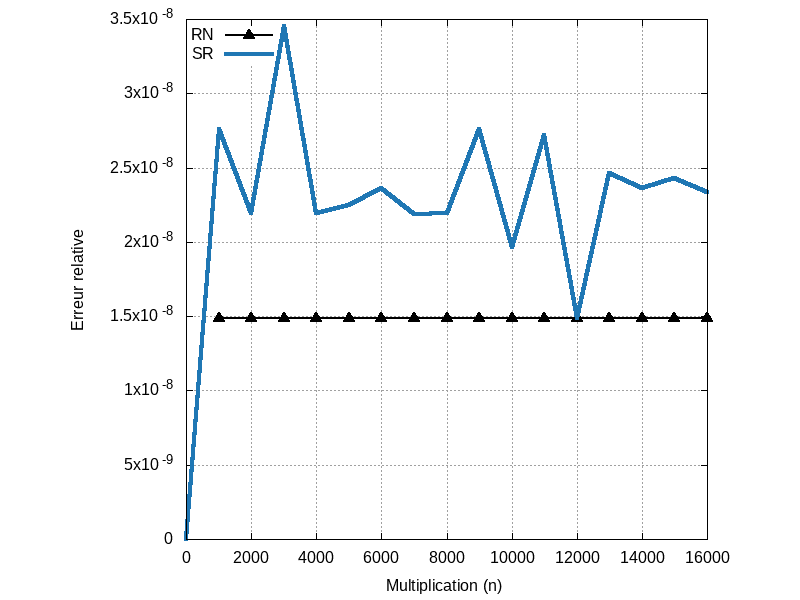 3.5x10 -8
RN
SR
3x10 -8
2.5x10 -8
2x10 -8
Erreur relative
1.5x10 -8
1x10 -8
5x10 -9
0
0 2000 4000 6000 8000 10000 12000 14000 16000
Multiplication (n)